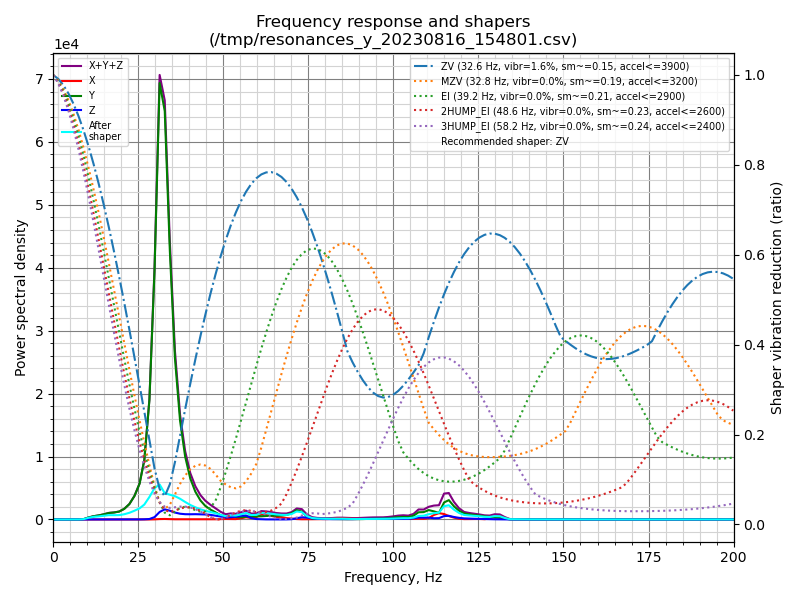 Frequency response and shapers
(/tmp/resonances_y_20230816_154801.csv)
1e4
X+Y+Z
X
Y
Z
After
shaper
ZV (32.6 Hz, vibr=1.6%, sm~=0.15, accel<=3900)
MZV (32.8 Hz, vibr=0.0%, sm~=0.19, accel<=3200)
EI (39.2 Hz, vibr=0.0%, sm~=0.21, accel<=2900)
2HUMP_EI (48.6 Hz, vibr=0.0%, sm~=0.23, accel<=2600)
3HUMP_EI (58.2 Hz, vibr=0.0%, sm~=0.24, accel<=2400)
Recommended shaper: ZV
Power spectral density
7
6
5
4
3
2
1
0
1.0
0.8
0.6
0.4
0.2
0.0
Shaper vibration reduction (ratio)
0 25 50 75 100 125 150 175 200
Frequency, Hz